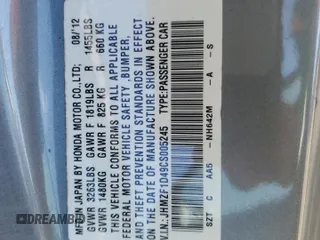 MFD. IN JAPAN BY HONDA MOTOR CO., LTD. 08/12
GVWR 3263LBS GAWR F 1819LBS R 1455LBS
GVWR 1480KG GAWR F 825 KG R 660 KG
THIS VEHICLE CONFORMS TO ALL APPLICABLE
FEDERAL MOTOR VEHICLE SAFETY, BUMPER,
AND THEFT PREVENTION STANDARDS IN EFFECT
ON THE DATE OF MANUFACTURE SHOWN ABOVE.
V.I.N.: JHMZF1D49CS005245 TYPE:PASSENGER CAR
SZT C AA5 -NH642M -A -S
DREAMBID